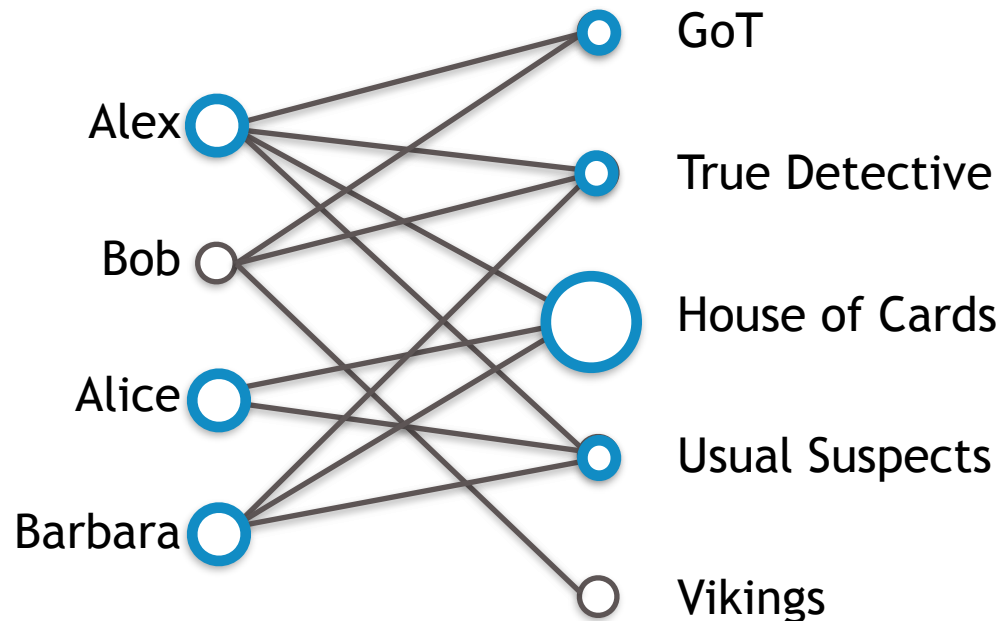 GoT
Alex
True Detective
Bob
House of Cards
Alice
Usual Suspects
Barbara
Vikings